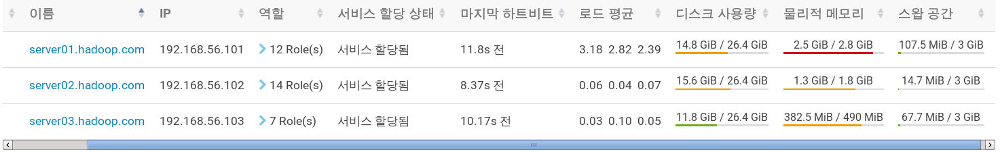 이름 IP 역할 서비스 할당 상태 마지막 하트비트 로드 평균 디스크 사용량 물리적 메모리 스왑 공간
server01.hadoop.com 192.168.56.101 12 Role(s) 서비스 할당됨 11.8s 전 3.18 2.82 2.39 14.8 GiB / 26.4 GiB 2.5 GiB / 2.8 GiB 107.5 MiB / 3 GiB
server02.hadoop.com 192.168.56.102 14 Role(s) 서비스 할당됨 8.37s 전 0.06 0.04 0.07 15.6 GiB / 26.4 GiB 1.3 GiB / 1.8 GiB 14.7 MiB / 3 GiB
server03.hadoop.com 192.168.56.103 7 Role(s) 서비스 할당됨 10.17s 전 0.03 0.10 0.05 11.8 GiB / 26.4 GiB 382.5 MiB / 490 MiB 67.7 MiB / 3 GiB